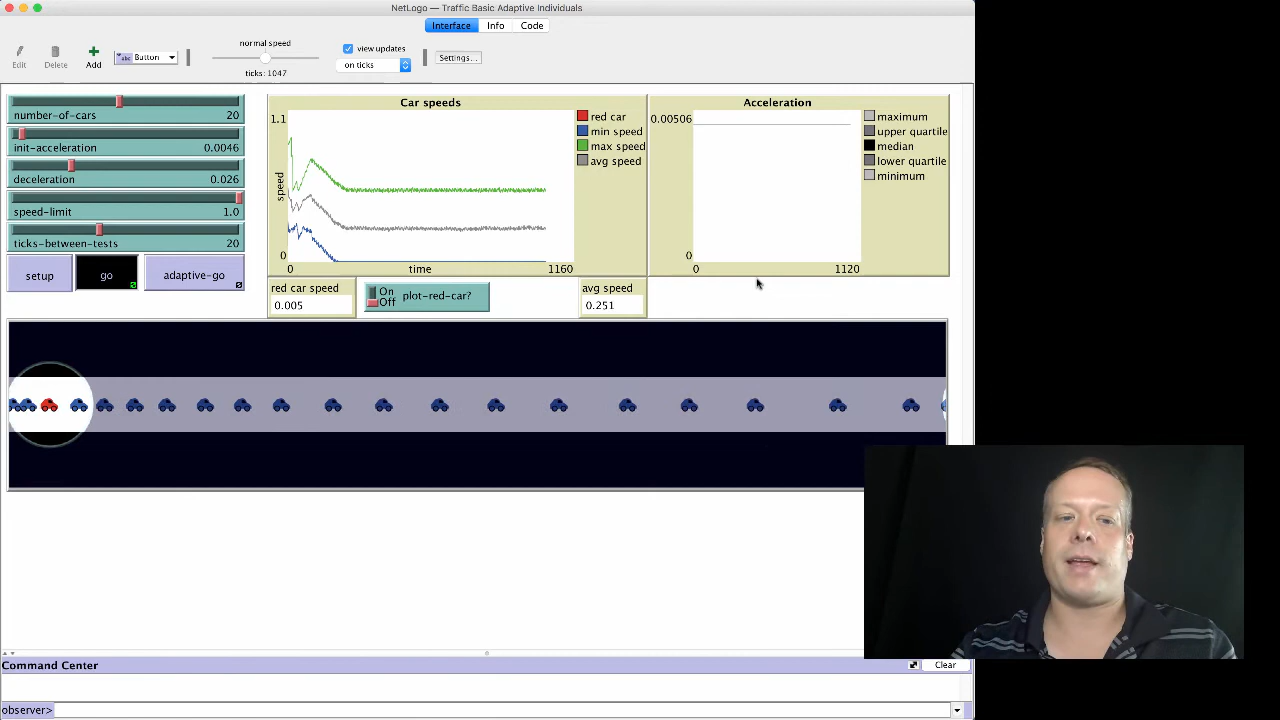 NetLogo — Traffic Basic Adaptive Individuals
Interface Info Code
Edit Delete Add Button normal speed ticks: 1047 view updates on ticks Settings...
number-of-cars 20
init-acceleration 0.0046
deceleration 0.026
speed-limit 1.0
ticks-between-tests 20
setup go adaptive-go
Car speeds
1.1
speed
0
0 time 1160
red car
min speed
max speed
avg speed
Acceleration
0.00506
0
0 1120
maximum
upper quartile
median
lower quartile
minimum
red car speed
0.005
On
Off
plot-red-car?
avg speed
0.251
Command Center
Clear
observer>